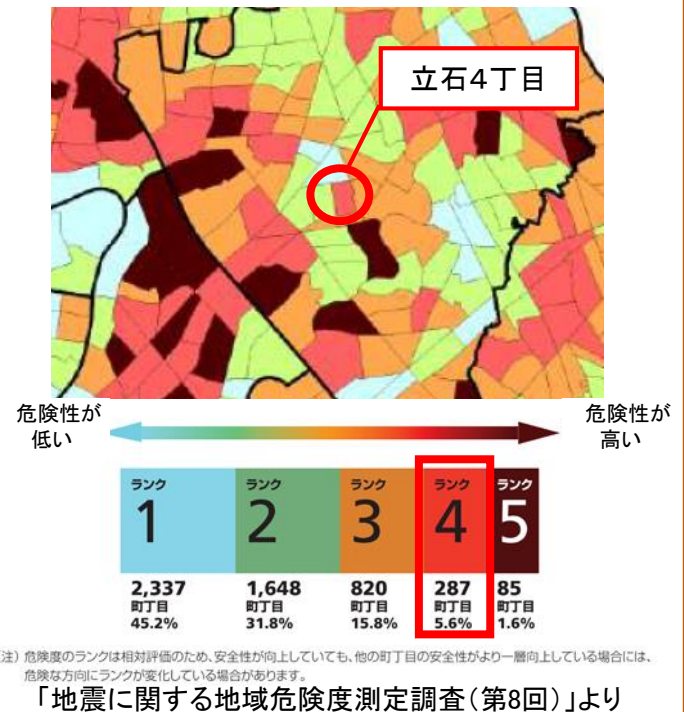 立石4丁目
危険性が
低い
危険性が
高い
ランク
1
ランク
2
ランク
3
ランク
4
ランク
5
2,337
町丁目
45.2%
1,648
町丁目
31.8%
820
町丁目
15.8%
287
町丁目
5.6%
85
町丁目
1.6%
注）危険度のランクは相対評価のため、安全性が向上していても、他の町丁目の安全性がより一層向上している場合には、
危険な方向にランクが変化している場合があります。
「地震に関する地域危険度測定調査（第8回）」より